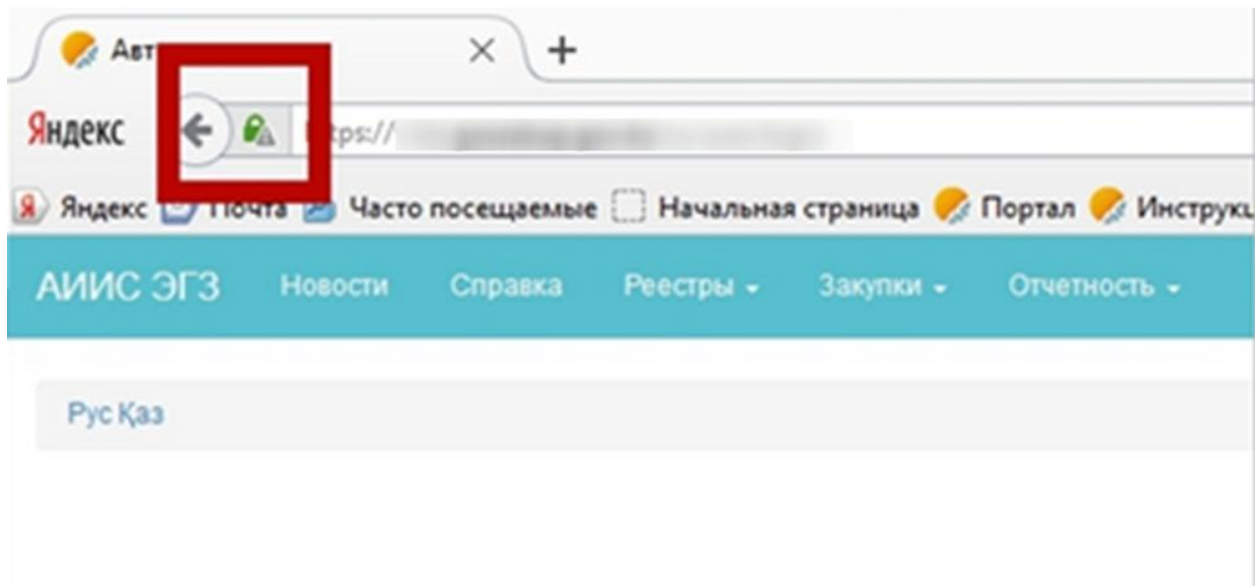 Авт
Яндекс tps://
Яндекс Почта Часто посещаемые Начальная страница Портал Инструкц
АИИС ЭГЗ Новости Справка Реестры Закупки Отчетность
Рус Қаз